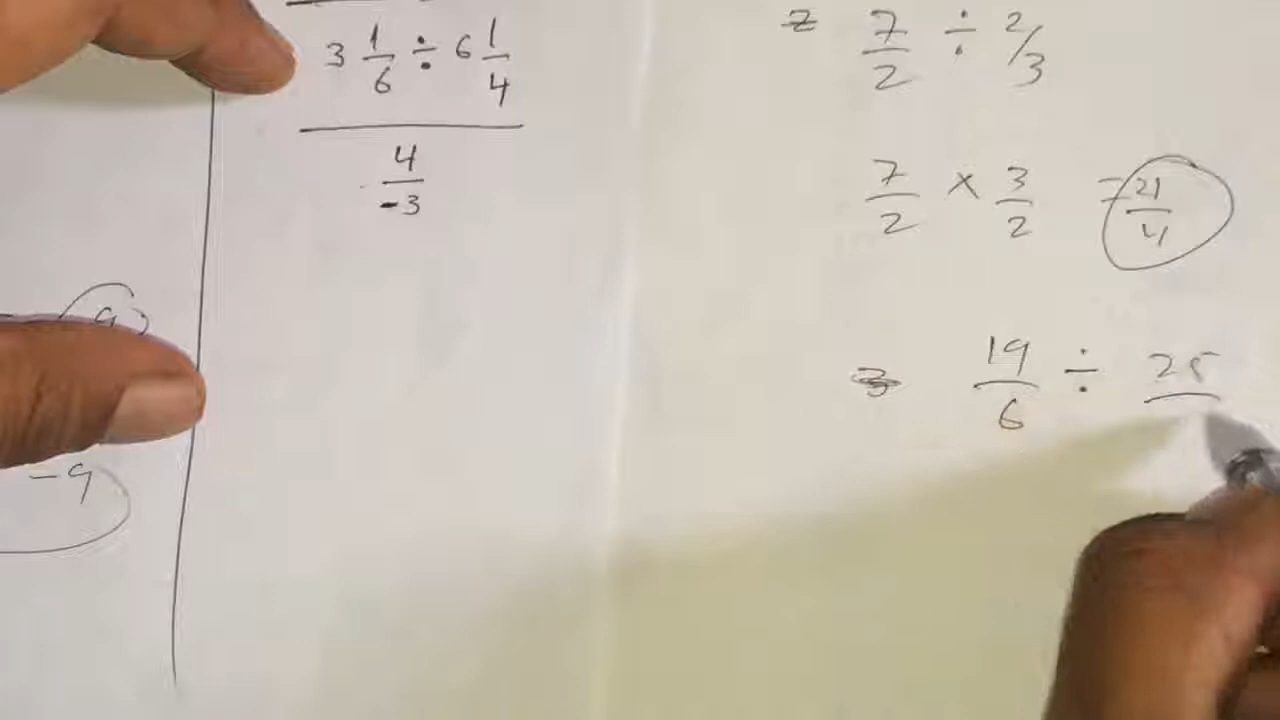 3 1/6 ÷ 6 1/4
4/-3
9
-9
7/2 ÷ 2/3
7/2 × 3/2 = 21/4
19/6 ÷ 25